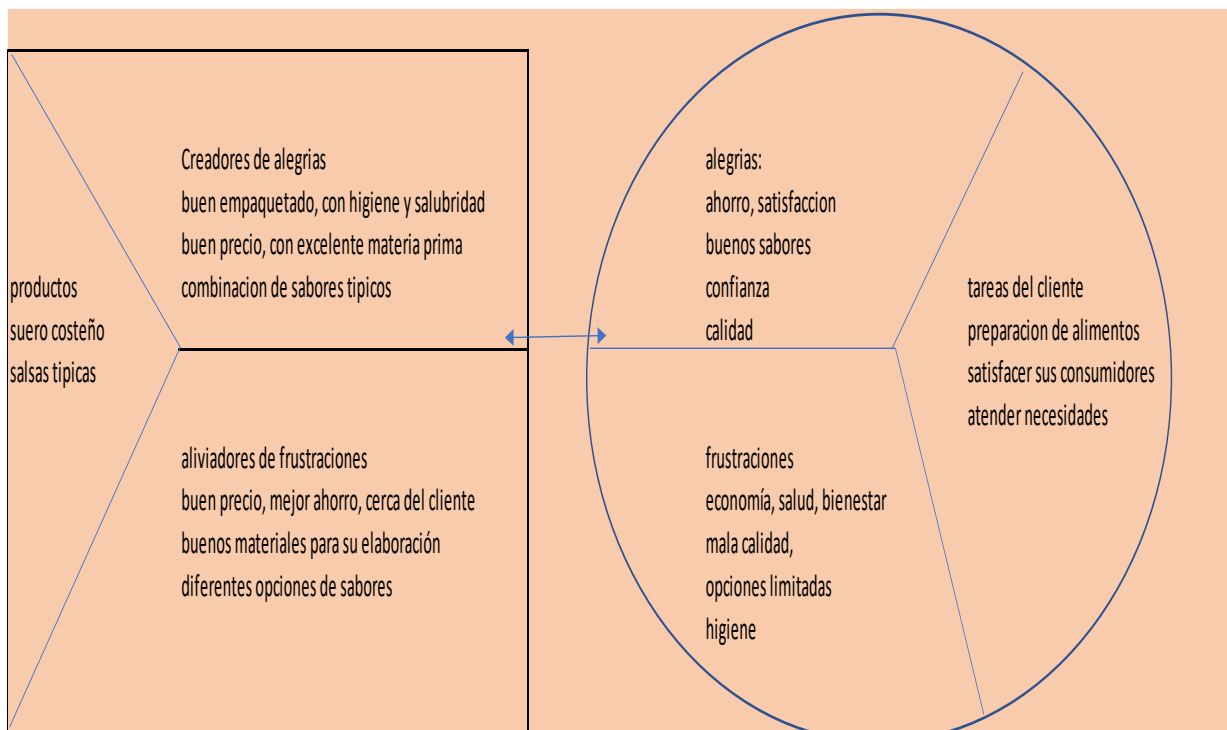 Creadores de alegrias
buen empaquetado, con higiene y salubridad
buen precio, con excelente materia prima
combinacion de sabores tipicos
productos
suero costeño
salsas tipicas
aliviadores de frustraciones
buen precio, mejor ahorro, cerca del cliente
buenos materiales para su elaboración
diferentes opciones de sabores
alegrias:
ahorro, satisfaccion
buenos sabores
confianza
calidad
tareas del cliente
preparacion de alimentos
satisfacer sus consumidores
atender necesidades
frustraciones
economía, salud, bienestar
mala calidad,
opciones limitadas
higiene